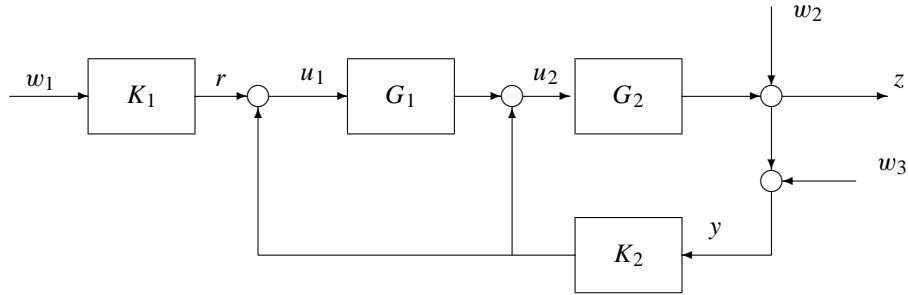 w₂
w₁ K₁ r u₁ G₁ u₂ G₂ z
w₃
K₂ y